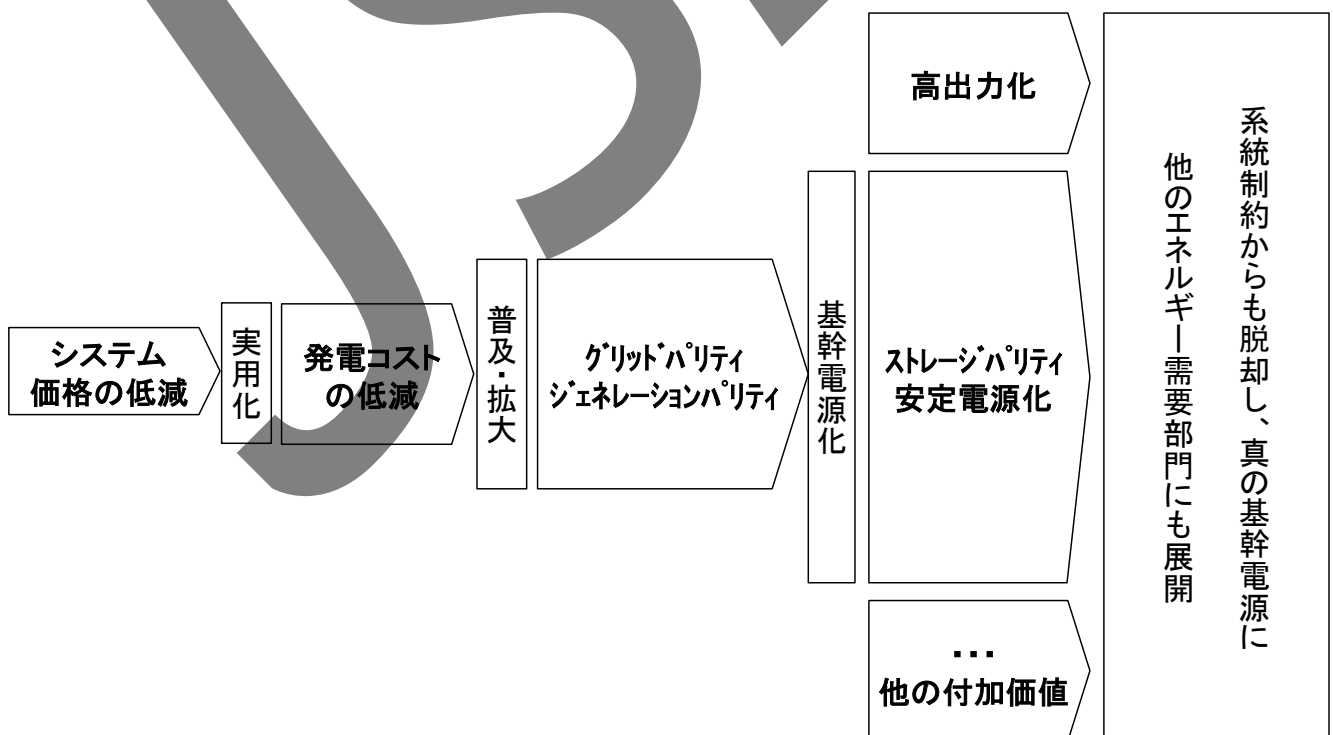 システム
価格の低減
実用化
発電コスト
の低減
普及・拡大
グリッドパリティ
ジェネレーションパリティ
基幹電源化
高出力化
ストレージパリティ
安定電源化
・・・
他の付加価値
系統制約からも脱却し、真の基幹電源に
他のエネルギー需要部門にも展開